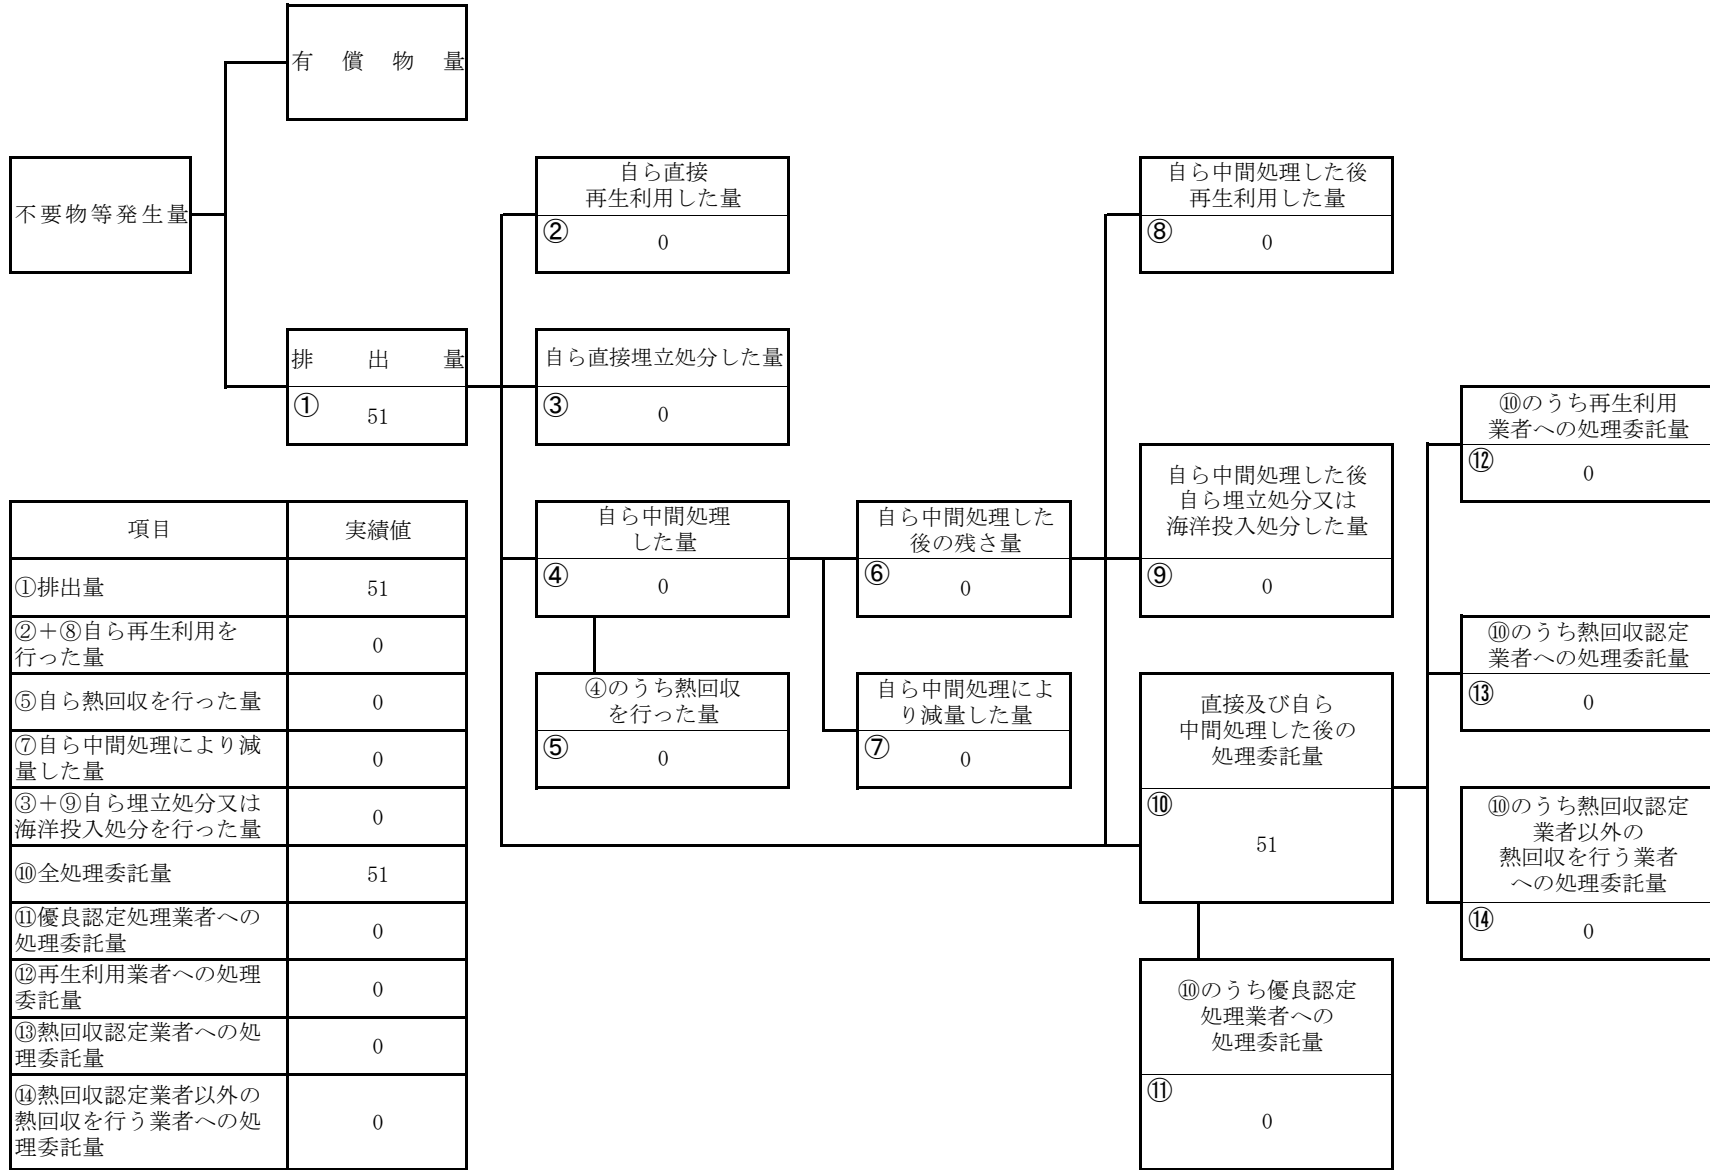 有償物量
不要物等発生量
排出量
① 51
自ら直接
再生利用した量
② 0
自ら直接埋立処分した量
③ 0
自ら中間処理
した量
④ 0
④のうち熱回収
を行った量
⑤ 0
自ら中間処理した
後の残さ量
⑥ 0
自ら中間処理によ
り減量した量
⑦ 0
自ら中間処理した後
再生利用した量
⑧ 0
自ら中間処理した後
自ら埋立処分又は
海洋投入処分した量
⑨ 0
直接及び自ら
中間処理した後の
処理委託量
⑩
51
⑩のうち優良認定
処理業者への
処理委託量
⑪
0
⑩のうち再生利用
業者への処理委託量
⑫ 0
⑩のうち熱回収認定
業者への処理委託量
⑬ 0
⑩のうち熱回収認定
業者以外の
熱回収を行う業者
への処理委託量
⑭ 0
項目 実績値
①排出量 51
②＋⑧自ら再生利用を
行った量 0
⑤自ら熱回収を行った量 0
⑦自ら中間処理により減
量した量 0
③＋⑨自ら埋立処分又は
海洋投入処分を行った量 0
⑩全処理委託量 51
⑪優良認定処理業者への
処理委託量 0
⑫再生利用業者への処理
委託量 0
⑬熱回収認定業者への処
理委託量 0
⑭熱回収認定業者以外の
熱回収を行う業者への処 0
理委託量